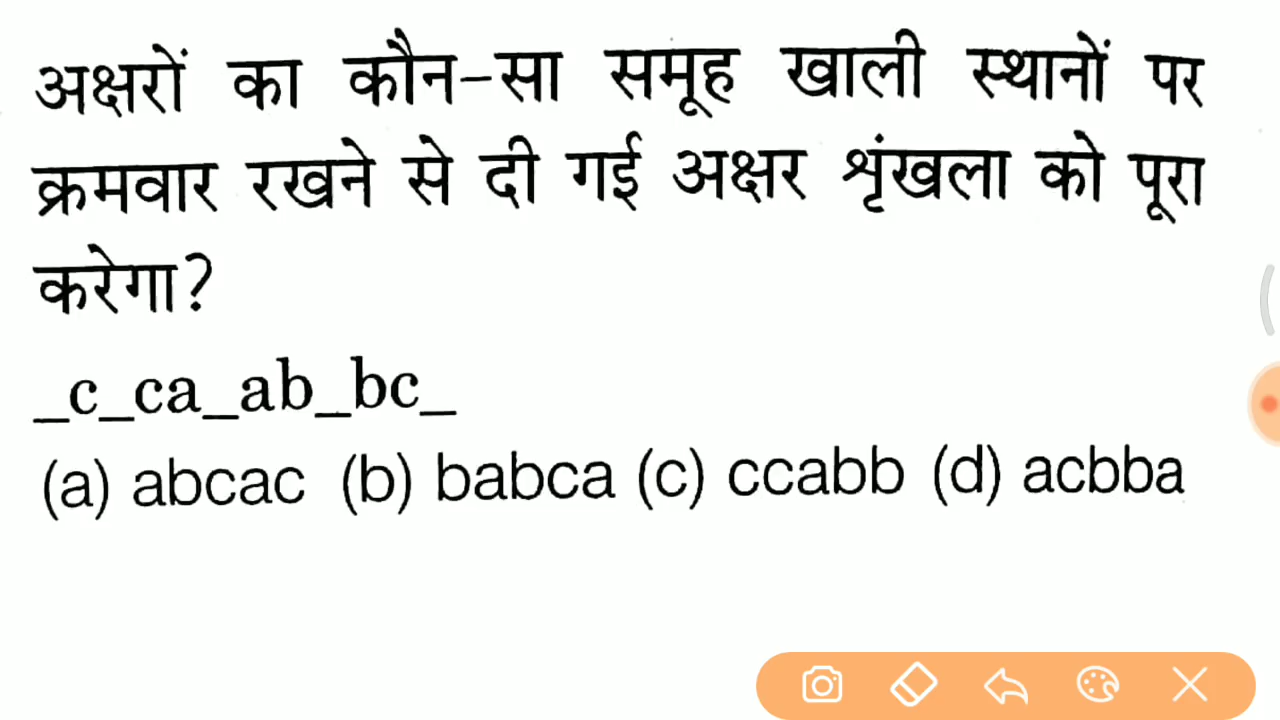 अक्षरों का कौन-सा समूह खाली स्थानों पर
क्रमवार रखने से दी गई अक्षर शृंखला को पूरा
करेगा?
_c_ca_ab_bc_
(a) abcac (b) babca (c) ccabb (d) acbba